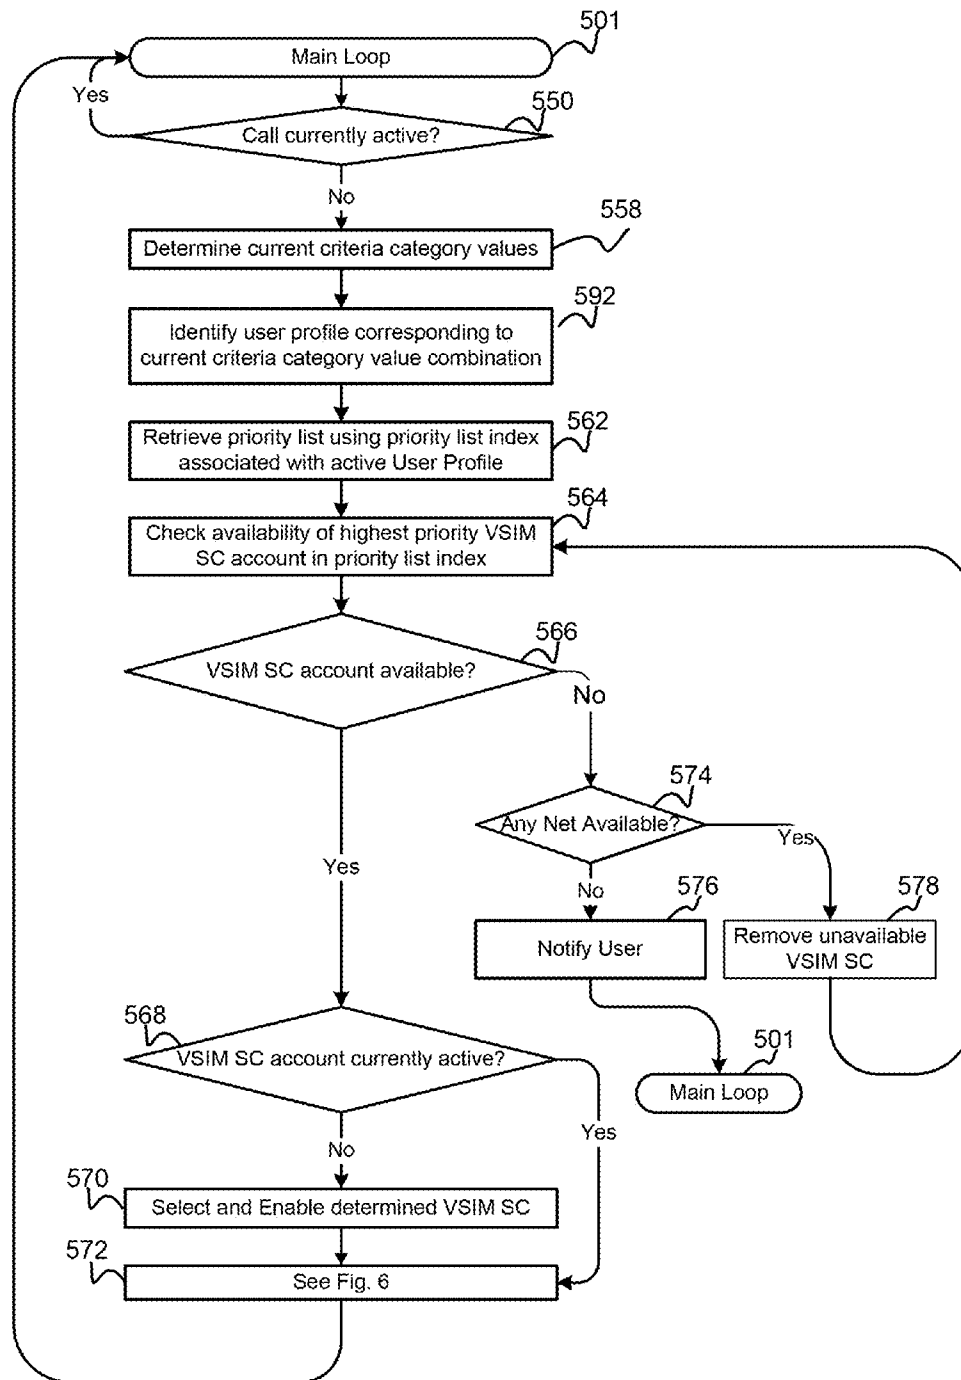 501
Main Loop
Yes
550
Call currently active?
No
558
Determine current criteria category values
592
Identify user profile corresponding to
current criteria category value combination
562
Retrieve priority list using priority list index
associated with active User Profile
564
Check availability of highest priority VSIM
SC account in priority list index
566
VSIM SC account available?
No
574
Any Net Available?
Yes
Yes
No
576
578
Notify User
Remove unavailable
VSIM SC
568
VSIM SC account currently active?
501
Main Loop
Yes
No
570
Select and Enable determined VSIM SC
572
See Fig. 6